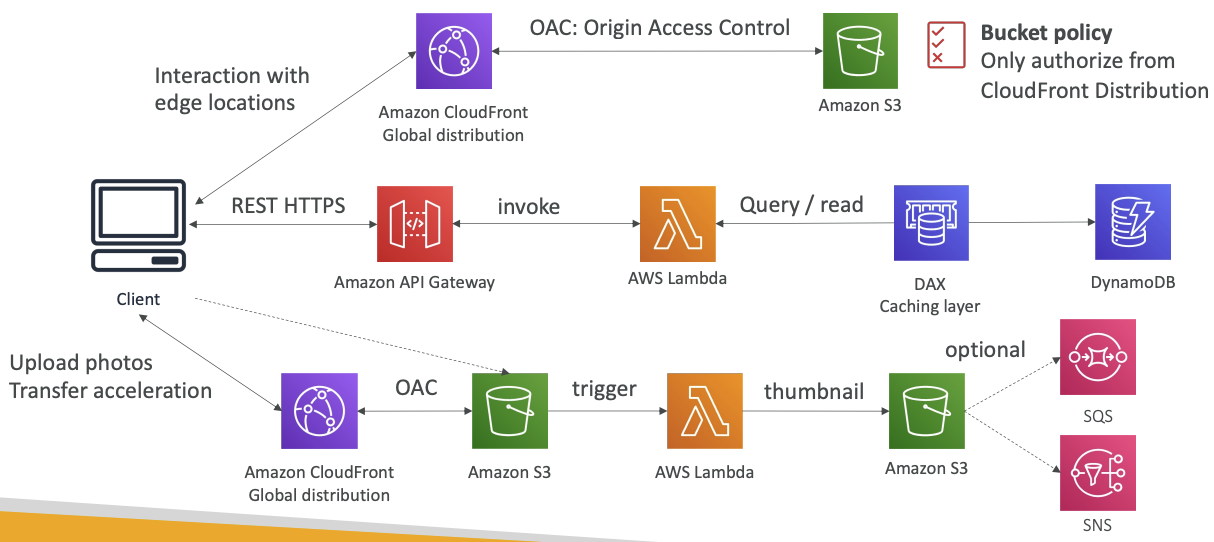 OAC: Origin Access Control
Bucket policy
Only authorize from
CloudFront Distribution
Interaction with
edge locations
Amazon CloudFront
Global distribution
Amazon S3
REST HTTPS
invoke
Query / read
</>
Amazon API Gateway
AWS Lambda
DAX
Caching layer
DynamoDB
Client
Upload photos
Transfer acceleration
OAC
trigger
thumbnail
optional
Amazon CloudFront
Global distribution
Amazon S3
AWS Lambda
Amazon S3
SQS
SNS